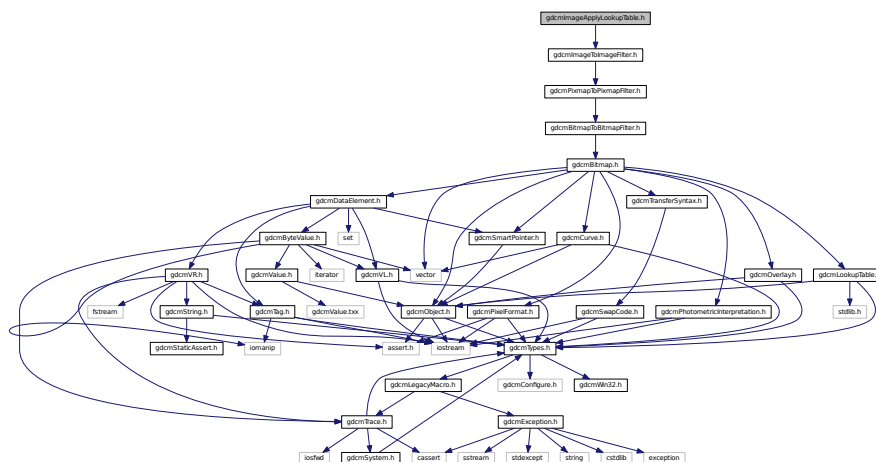 gdcmImageApplyLookupTable.h
gdcmImageToImageFilter.h
gdcmPixmapToPixmapFilter.h
gdcmBitmapToBitmapFilter.h
gdcmBitmap.h
gdcmDataElement.h
gdcmTransferSyntax.h
gdcmByteValue.h
set
gdcmSmartPointer.h
gdcmCurve.h
gdcmVR.h
gdcmValue.h
iterator
gdcmVL.h
vector
gdcmOverlay.h
gdcmLookupTable.
fstream
gdcmString.h
gdcmTag.h
gdcmValue.txx
gdcmObject.h
gdcmPixelFormat.h
gdcmSwapCode.h
gdcmPhotometricInterpretation.h
stdlib.h
gdcmStaticAssert.h
iomanip
assert.h
iostream
gdcmTypes.h
gdcmLegacyMacro.h
gdcmConfigure.h
gdcmWin32.h
gdcmTrace.h
gdcmException.h
iosfwd
gdcmSystem.h
cassert
sstream
stdexcept
string
cstdlib
exception